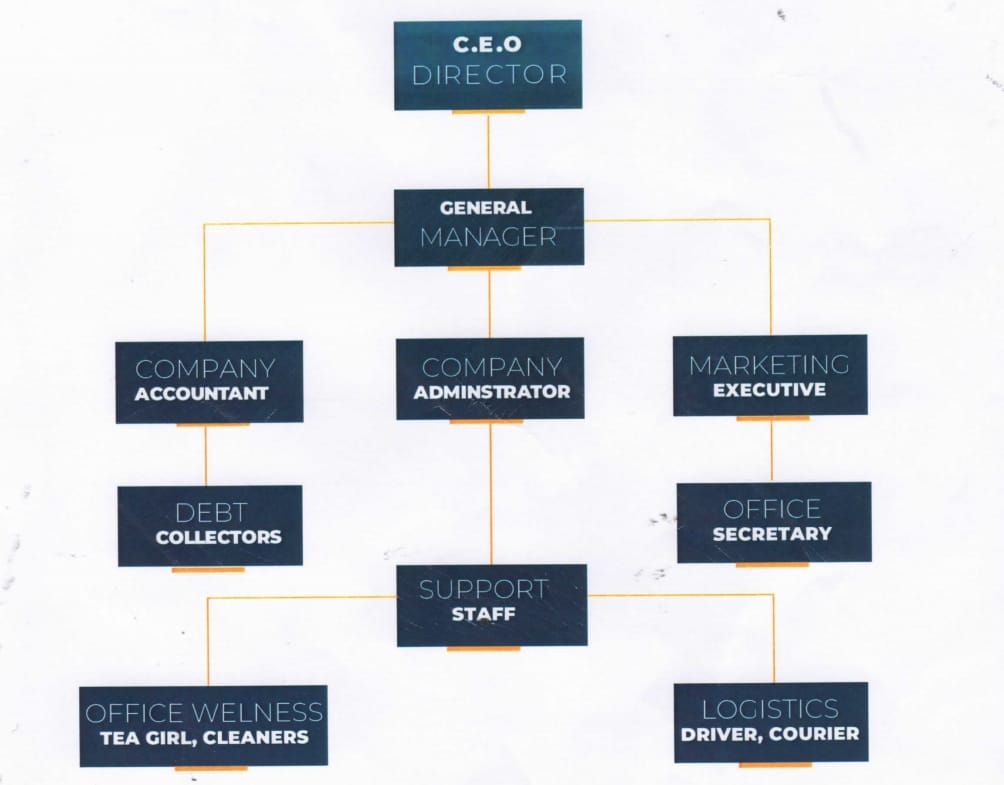 C.E.O
DIRECTOR
GENERAL
MANAGER
COMPANY
ACCOUNTANT
COMPANY
ADMINSTRATOR
MARKETING
EXECUTIVE
DEBT
COLLECTORS
OFFICE
SECRETARY
SUPPORT
STAFF
OFFICE WELNESS
TEA GIRL, CLEANERS
LOGISTICS
DRIVER, COURIER